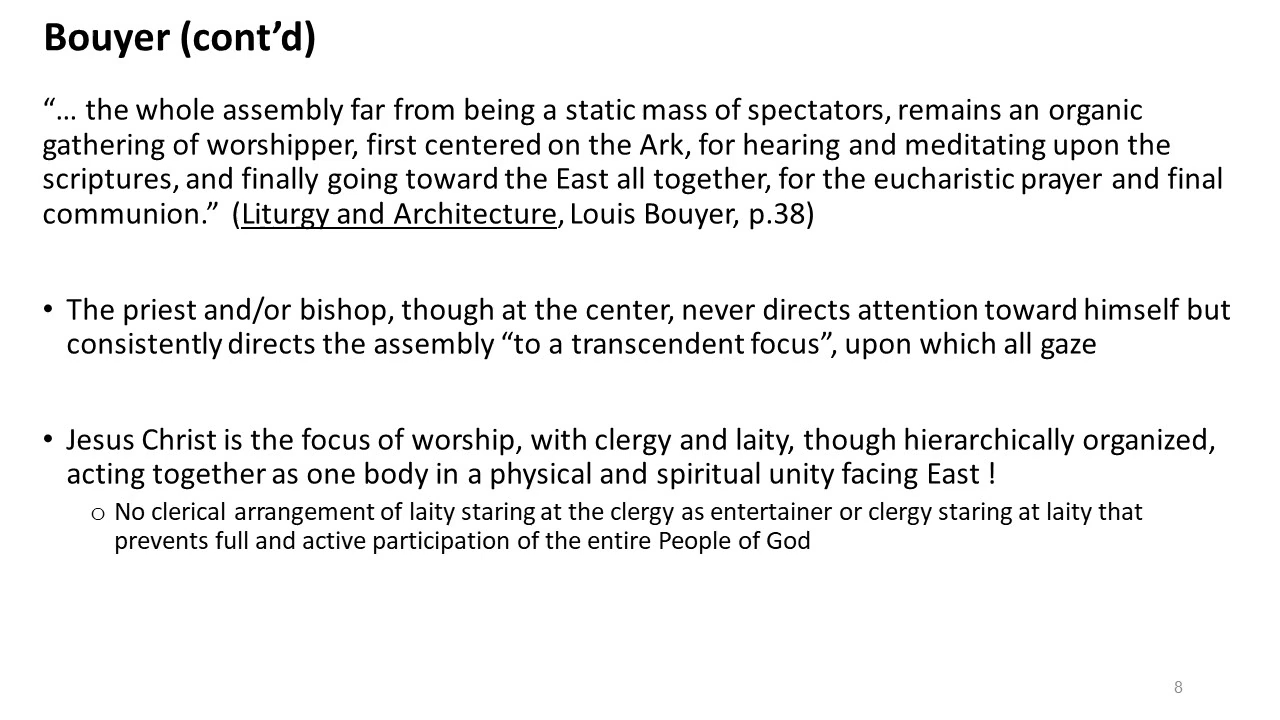 Bouyer (cont’d)
“… the whole assembly far from being a static mass of spectators, remains an organic
gathering of worshipper, first centered on the Ark, for hearing and meditating upon the
scriptures, and finally going toward the East all together, for the eucharistic prayer and final
communion.” (Liturgy and Architecture, Louis Bouyer, p.38)
• The priest and/or bishop, though at the center, never directs attention toward himself but
consistently directs the assembly “to a transcendent focus”, upon which all gaze
• Jesus Christ is the focus of worship, with clergy and laity, though hierarchically organized,
acting together as one body in a physical and spiritual unity facing East !
o No clerical arrangement of laity staring at the clergy as entertainer or clergy staring at laity that
prevents full and active participation of the entire People of God
8